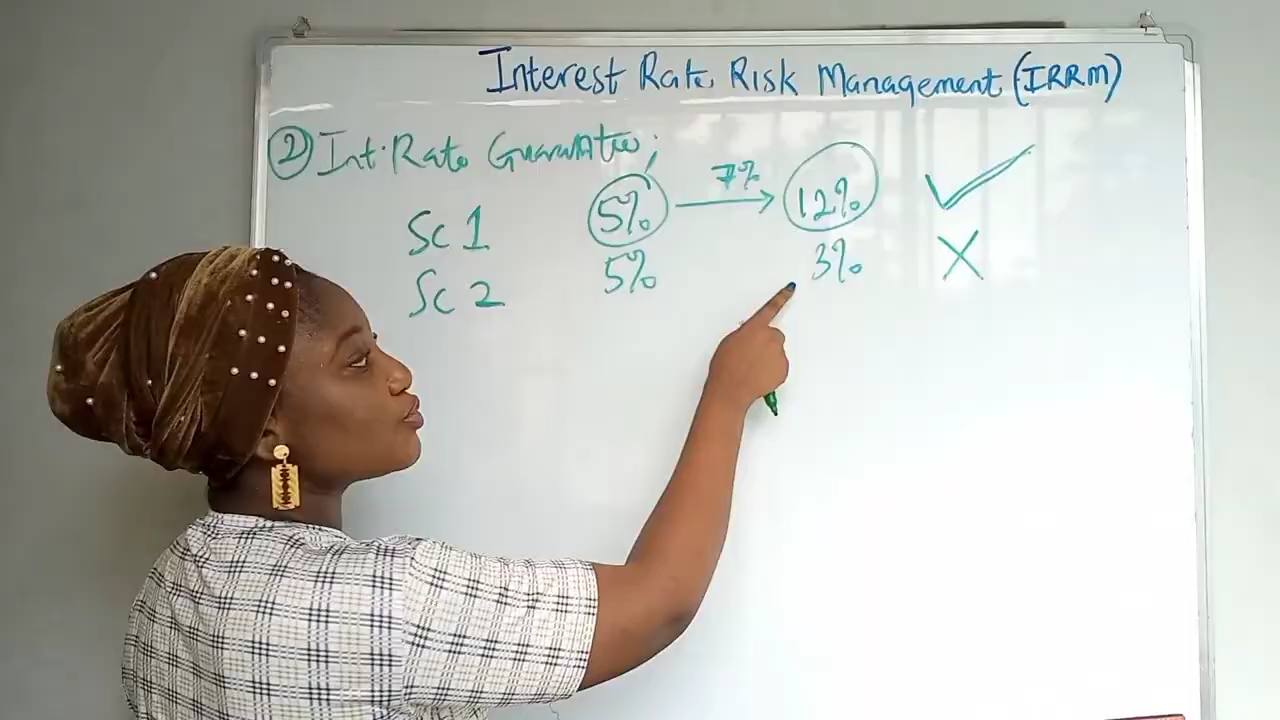 Interest Rate Risk Management (IRRM)
② Int. Rate Guarantee;
Sc 1 5% 7% → 12% ✓
Sc 2 5% 3% X